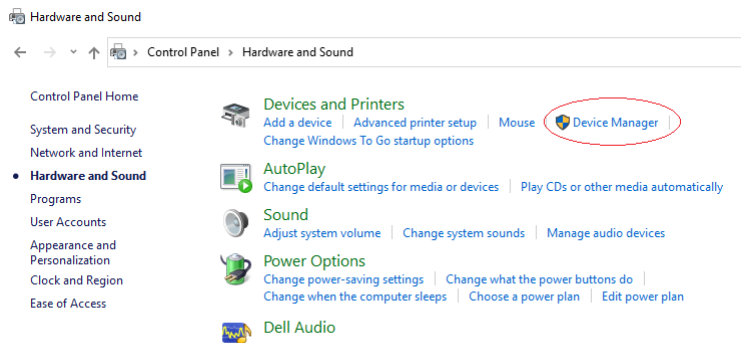 Hardware and Sound
Control Panel > Hardware and Sound
Control Panel Home
System and Security
Network and Internet
Hardware and Sound
Programs
User Accounts
Appearance and
Personalization
Clock and Region
Ease of Access
Devices and Printers
Add a device | Advanced printer setup | Mouse | Device Manager |
Change Windows To Go startup options
AutoPlay
Change default settings for media or devices | Play CDs or other media automatically
Sound
Adjust system volume | Change system sounds | Manage audio devices
Power Options
Change power-saving settings | Change what the power buttons do |
Change when the computer sleeps | Choose a power plan | Edit power plan
Dell Audio